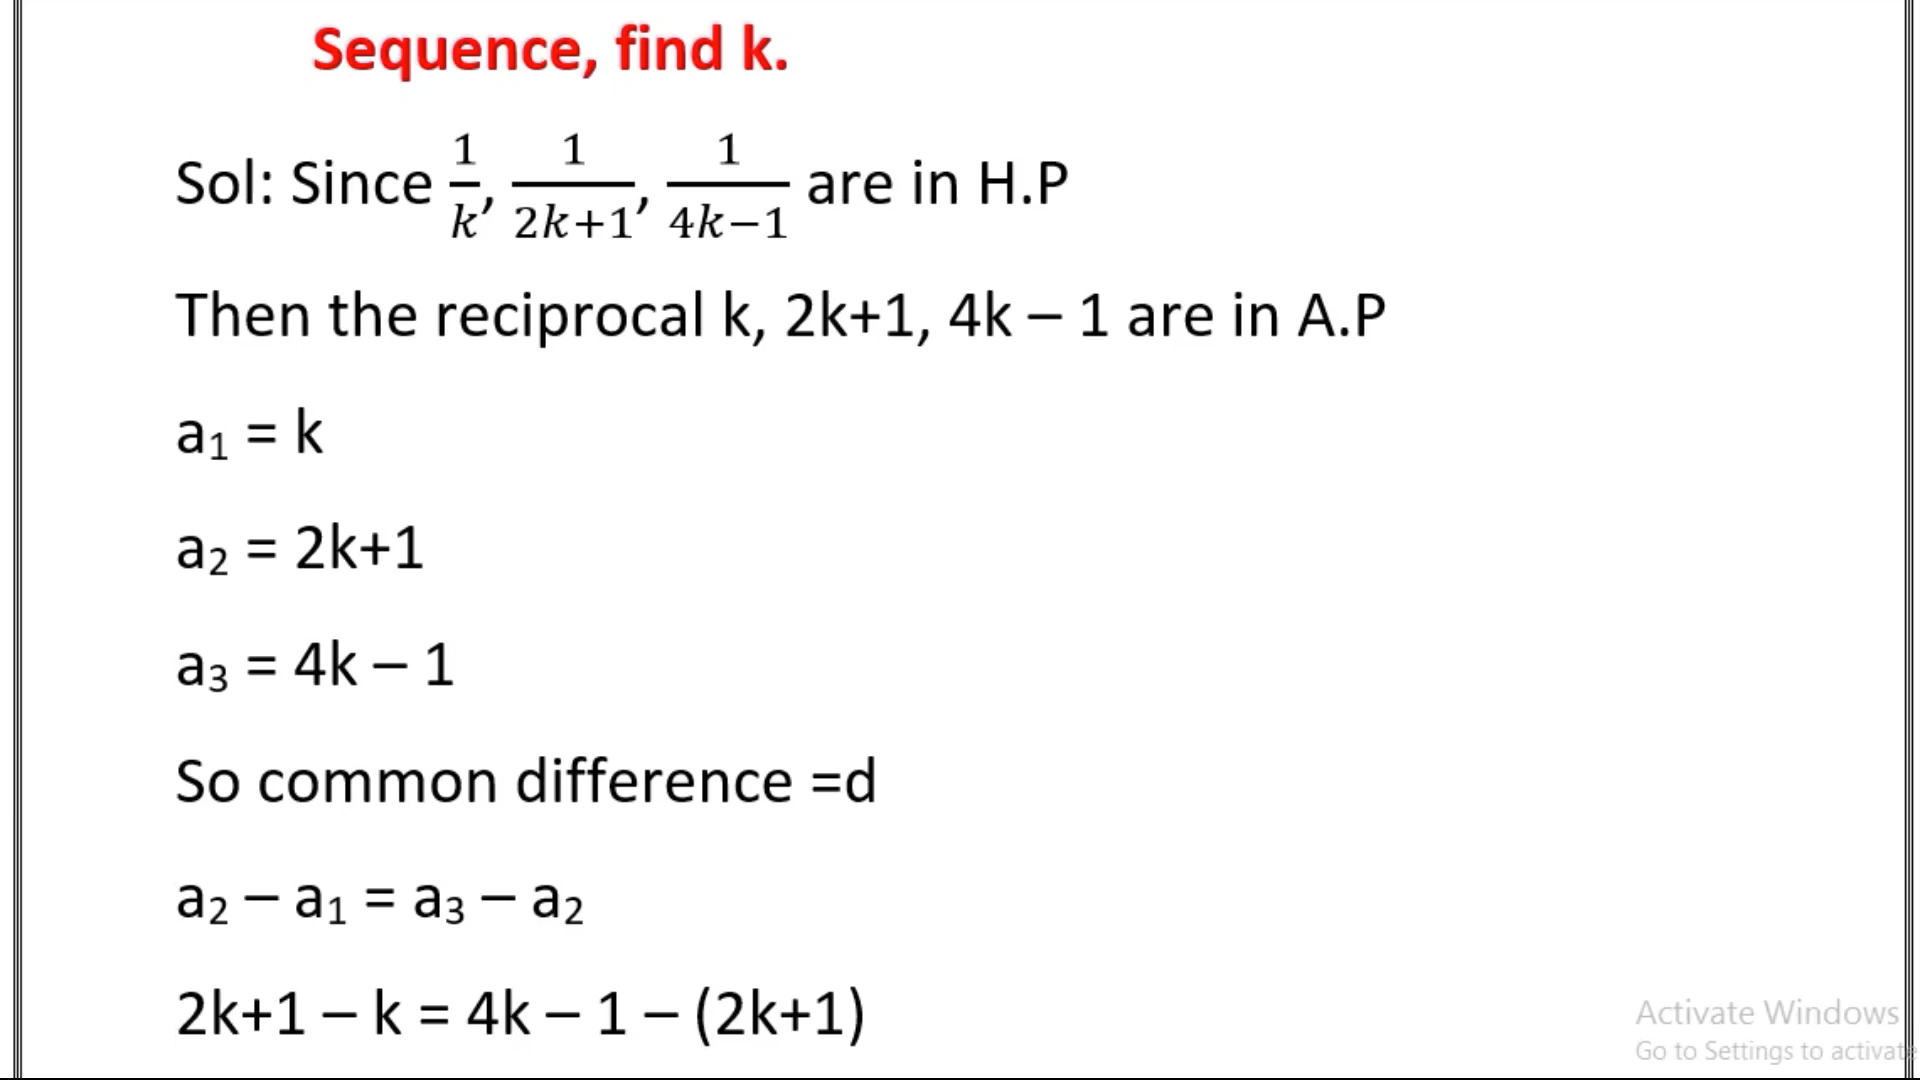 Sequence, find k.
Sol: Since 1/k, 1/2k+1, 1/4k−1 are in H.P
Then the reciprocal k, 2k+1, 4k – 1 are in A.P
a₁ = k
a₂ = 2k+1
a₃ = 4k – 1
So common difference =d
a₂ – a₁ = a₃ – a₂
2k+1 – k = 4k – 1 – (2k+1)
Activate Windows
Go to Settings to activate